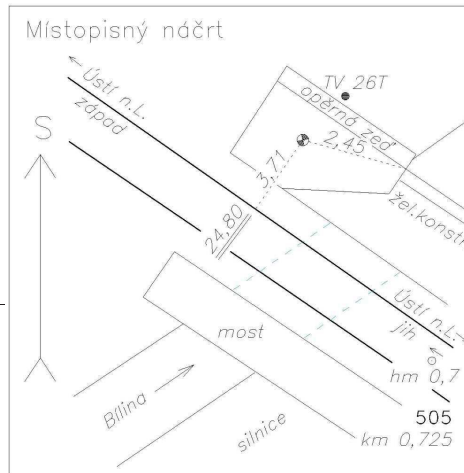 Místopisný náčrt
Ústí n.L.
západ
TV 26T
opěrná zeď
S
2,45
3,71
žel.konstr
24,80
Ústí n.L.
jih
most
hm 0,7
Bílina
505
silnice
km 0,725